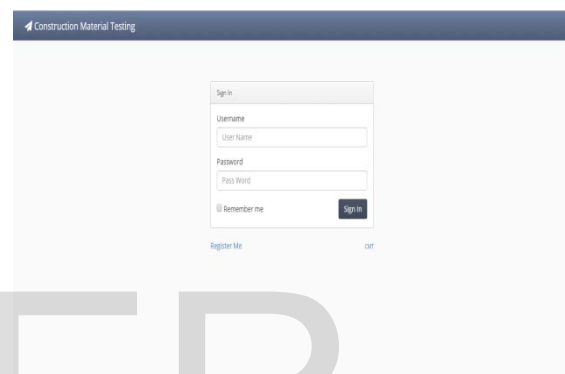 Construction Material Testing
Sign in
Username
User Name
Password
Pass Word
Remember me
Sign In
Register Me